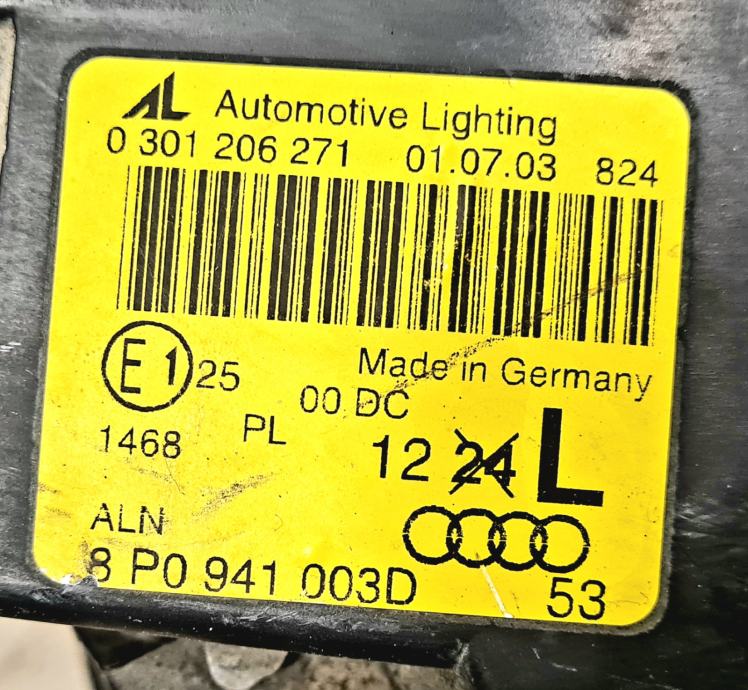 AL Automotive Lighting
0 301 206 271 01.07.03 824
E1 25 Made in Germany
00 DC
1468 PL 12 24 L
ALN
8 P0 941 003D 53